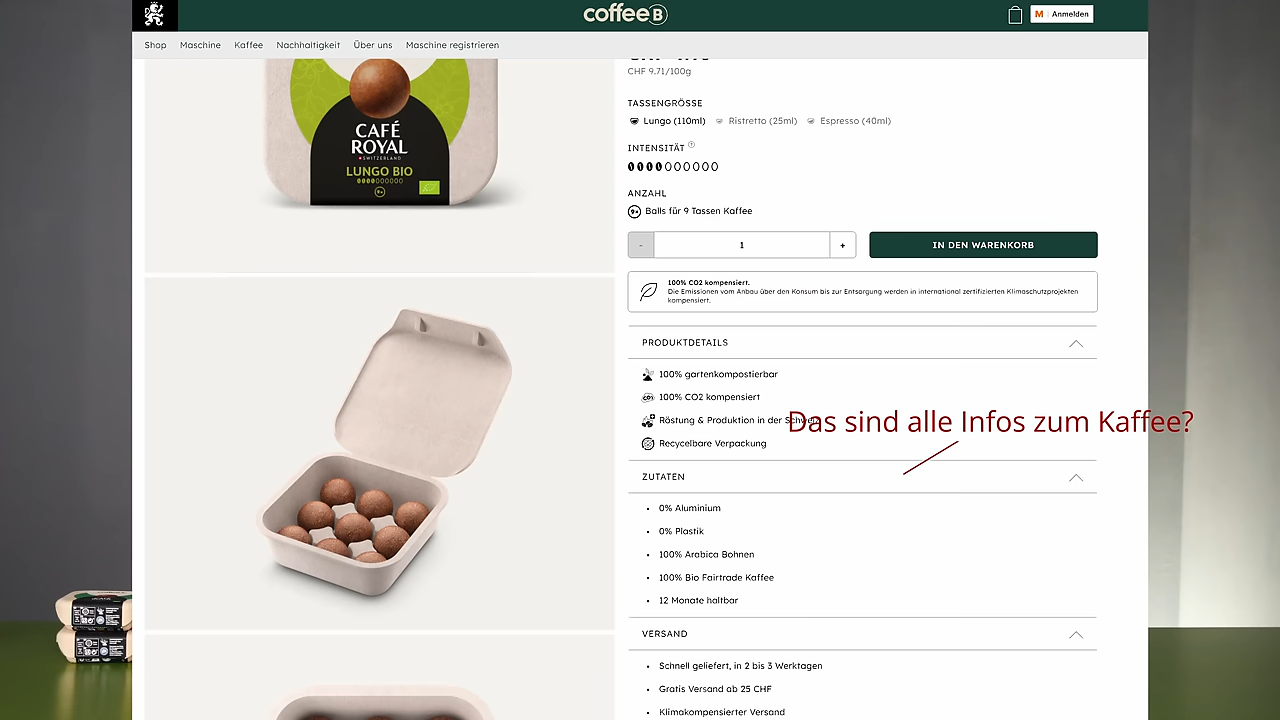 coffeeB
M Anmelden
Shop Maschine Kaffee Nachhaltigkeit Über uns Maschine registrieren
CHF 9.71/100g
TASSENGRÖSSE
Lungo (110ml) Ristretto (25ml) Espresso (40ml)
INTENSITÄT
ANZAHL
9× Balls für 9 Tassen Kaffee
- 1 + IN DEN WARENKORB
100% CO2 kompensiert.
Die Emissionen vom Anbau über den Konsum bis zur Entsorgung werden in international zertifizierten Klimaschutzprojekten
kompensiert.
PRODUKTDETAILS
100% gartenkompostierbar
100% CO2 kompensiert
Röstung & Produktion in der
Das sind alle Infos zum Kaffee?
Recycelbare Verpackung
ZUTATEN
0% Aluminium
0% Plastik
100% Arabica Bohnen
100% Bio Fairtrade Kaffee
12 Monate haltbar
VERSAND
Schnell geliefert, in 2 bis 3 Werktagen
Gratis Versand ab 25 CHF
Klimakompensierter Versand
CAFÉ
ROYAL
SWITZERLAND
LUNGO BIO
9×